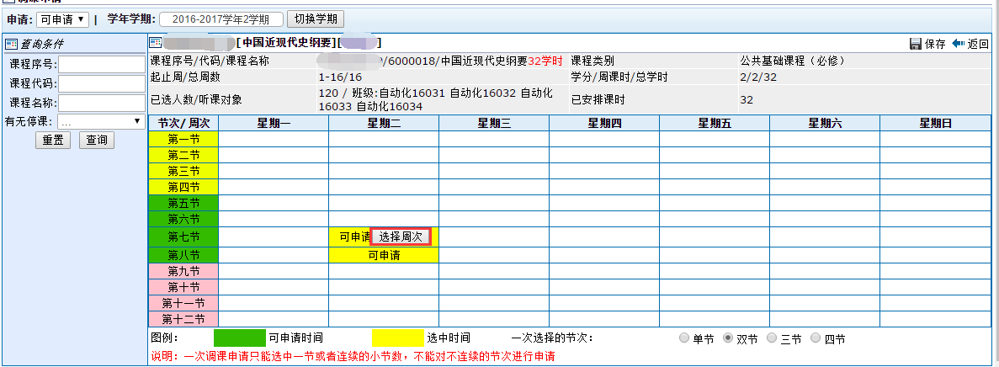 申请: 可申请 | 学年学期: 2016-2017学年2学期 切换学期
查询条件
课程序号:
课程代码:
课程名称:
有无停课: ...
重置 查询
[中国近现代史纲要][ ] 保存 返回
课程序号/代码/课程名称 /6000018/中国近现代史纲要32学时 课程类别 公共基础课程（必修）
起止周/总周数 1-16/16 学分/周课时/总学时 2/2/32
已选人数/听课对象 120 / 班级:自动化16031 自动化16032 自动化
16033 自动化16034 已安排课时 32
节次/周次 星期一 星期二 星期三 星期四 星期五 星期六 星期日
第一节
第二节
第三节
第四节
第五节
第六节
第七节 可申请 选择周次
第八节 可申请
第九节
第十节
第十一节
第十二节
图例: 可申请时间 选中时间 一次选择的节次: 单节 双节 三节 四节
说明: 一次调课申请只能选中一节或者连续的小节数，不能对不连续的节次进行申请